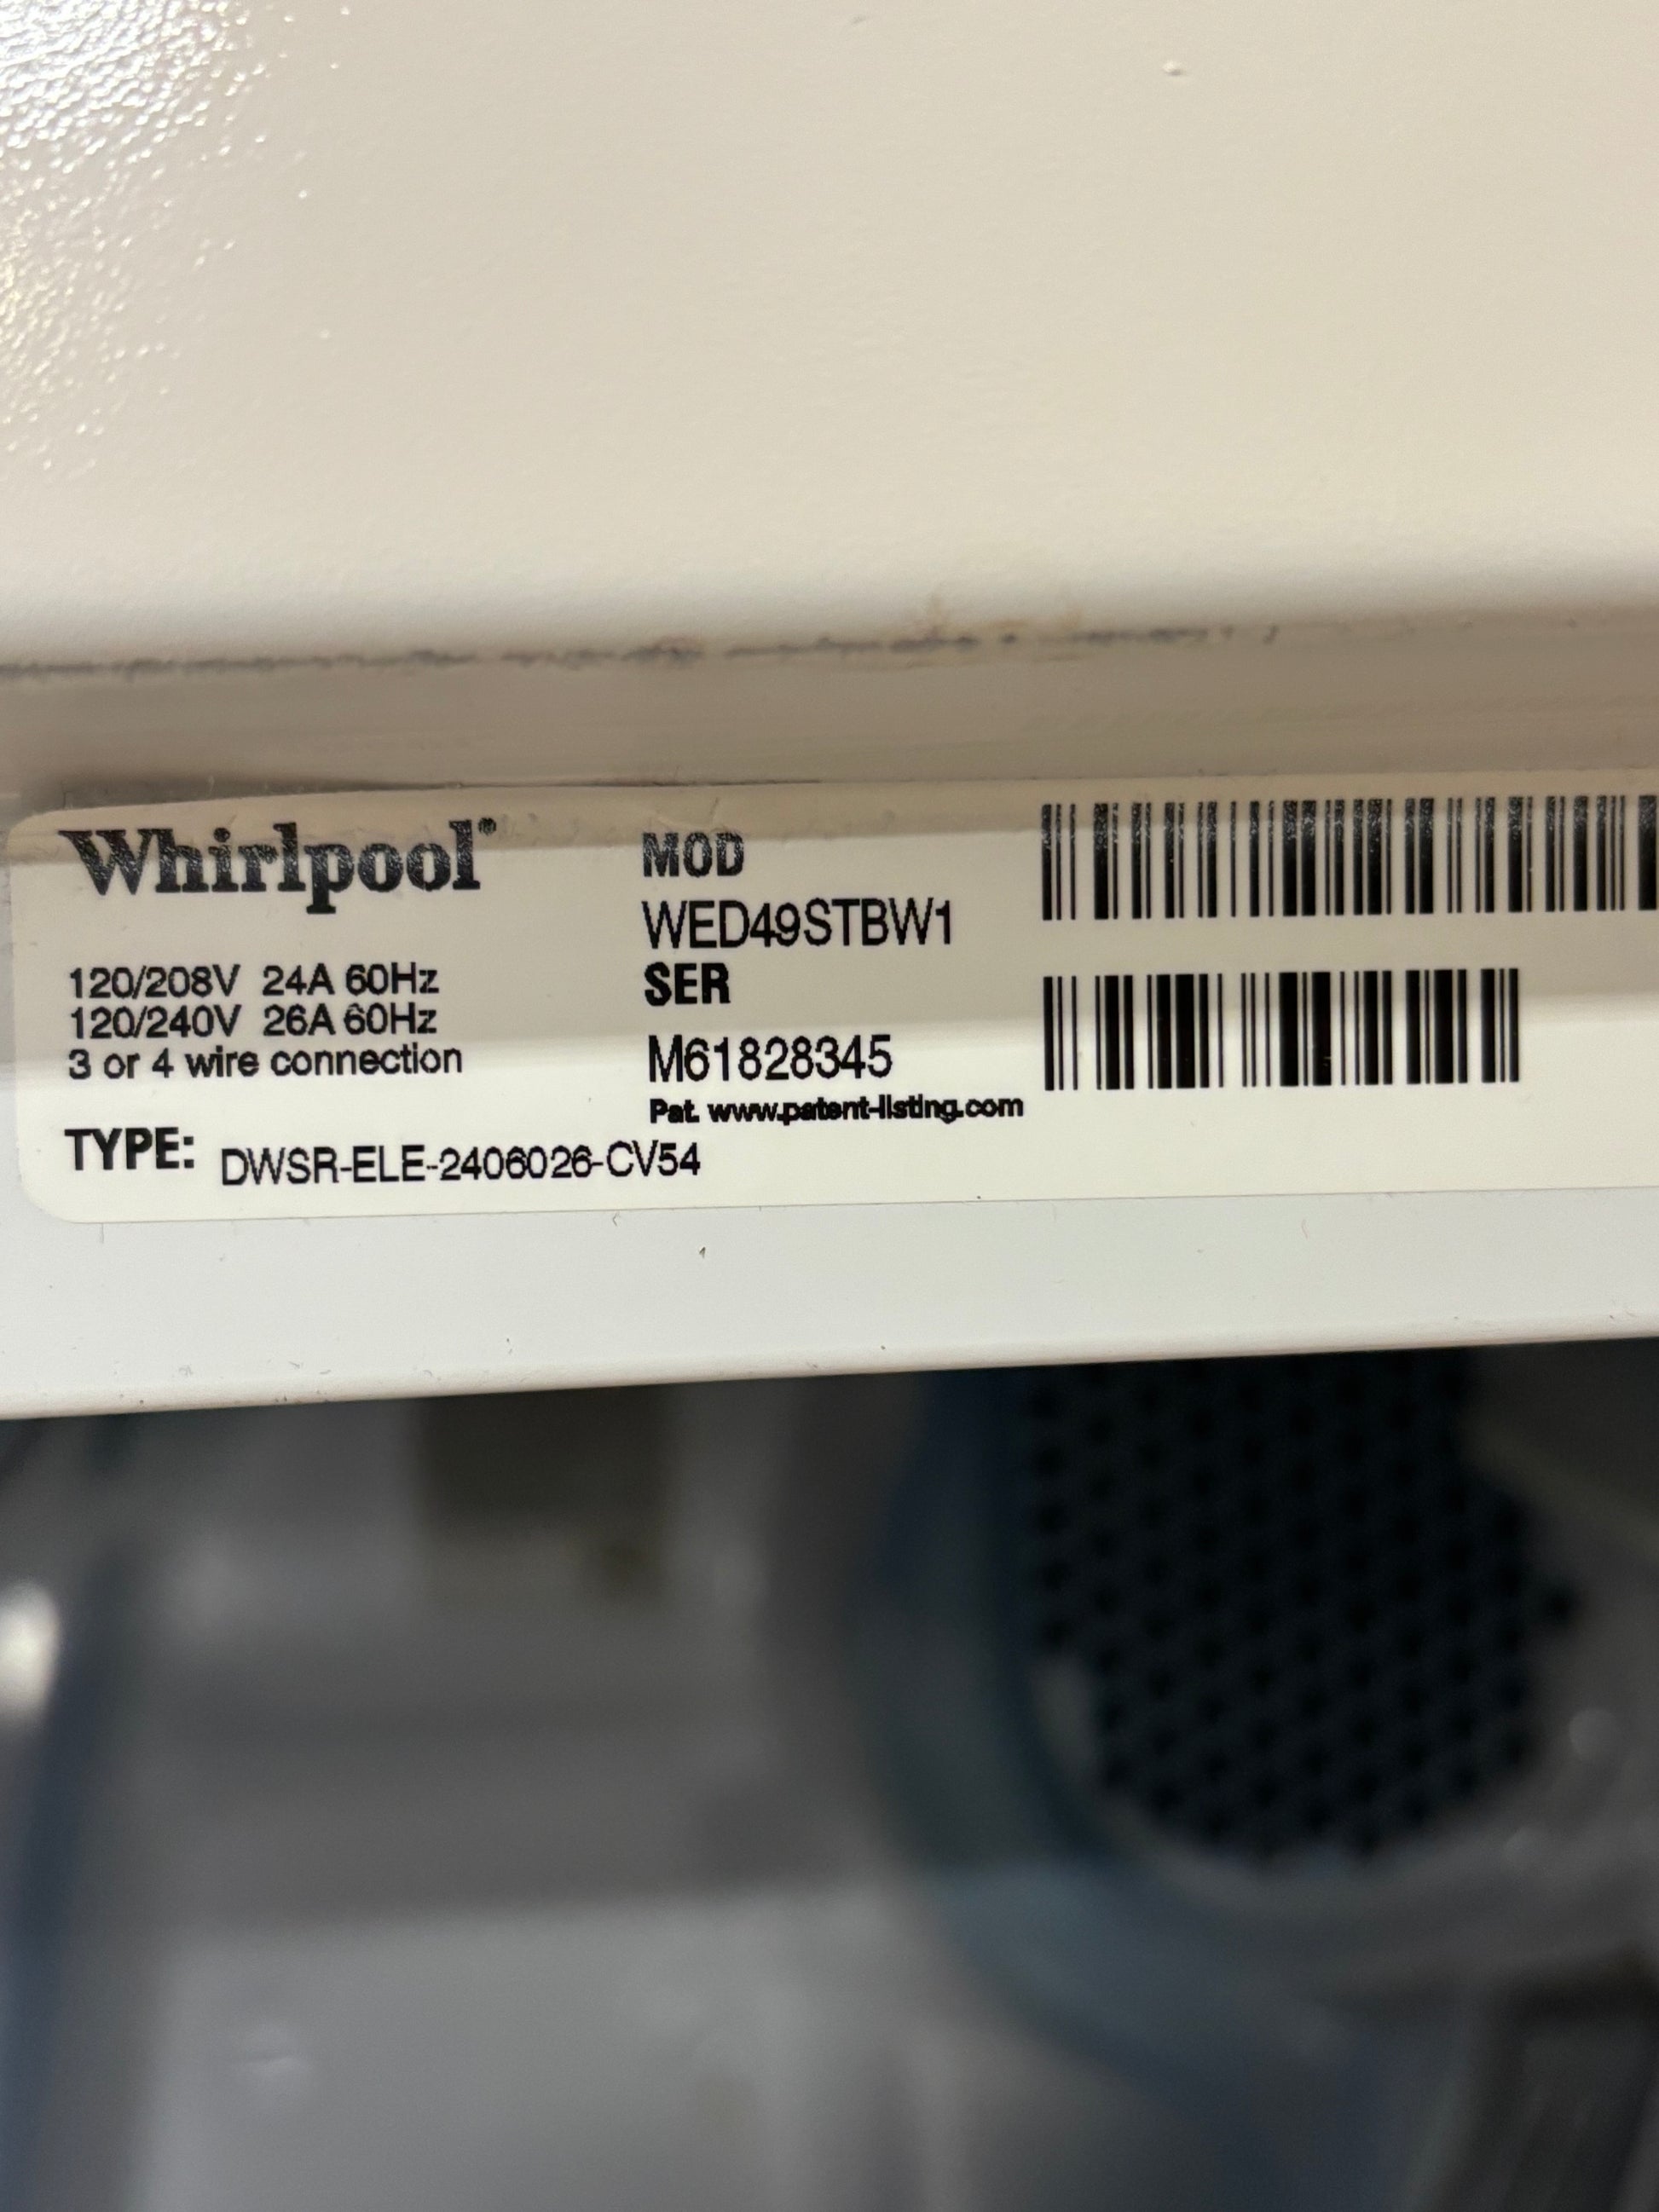 Whirlpool®
120/208V 24A 60Hz
120/240V 26A 60Hz
3 or 4 wire connection
TYPE: DWSR-ELE-2406026-CV54
MOD
WED49STBW1
SER
M61828345
Pat. www.patent-listing.com